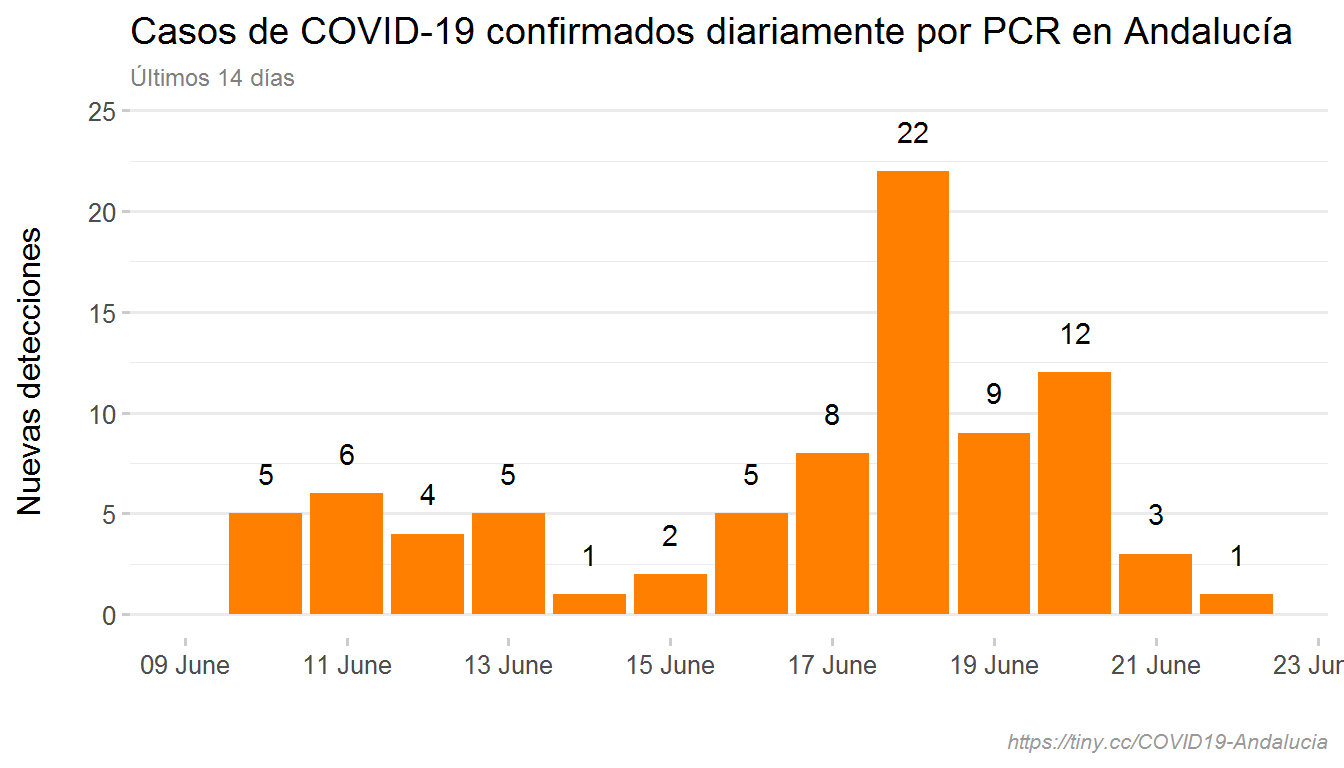 Casos de COVID-19 confirmados diariamente por PCR en Andalucía
Últimos 14 días
Nuevas detecciones
25
20
15
10
5
0
5
6
4
5
1
2
5
8
22
9
12
3
1
09 June
11 June
13 June
15 June
17 June
19 June
21 June
23 Jun
https://tiny.cc/COVID19-Andalucia